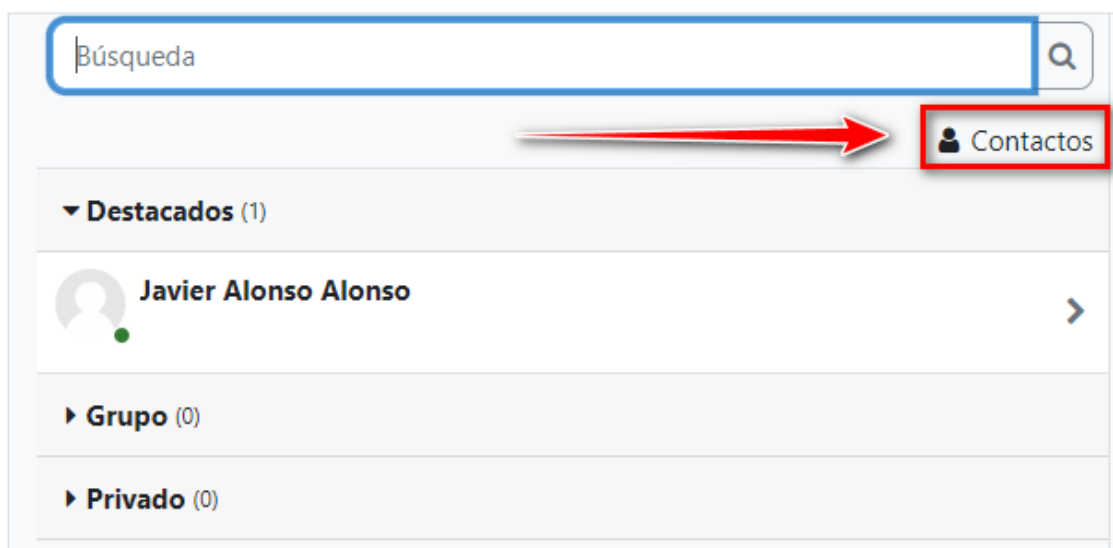 Búsqueda
Contactos
Destacados (1)
Javier Alonso Alonso
Grupo (0)
Privado (0)